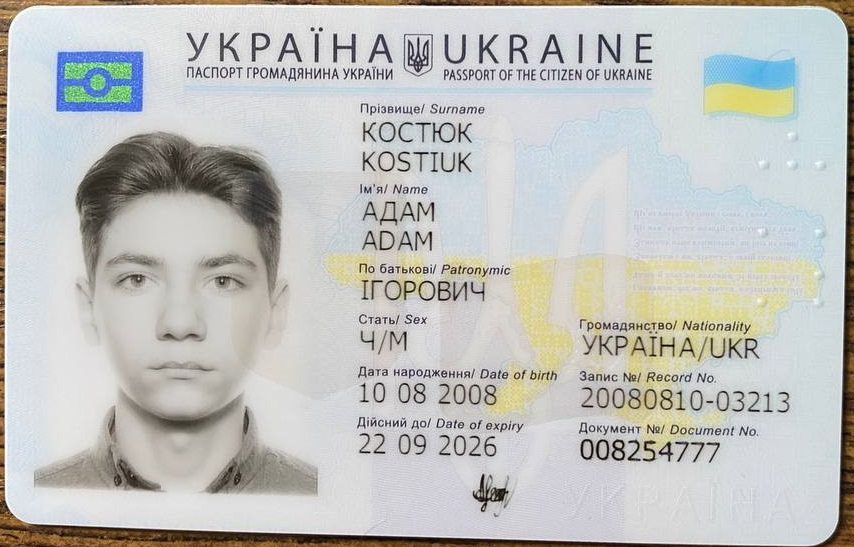 УКРАЇНА UKRAINE
ПАСПОРТ ГРОМАДЯНИНА УКРАЇНИ PASSPORT OF THE CITIZEN OF UKRAINE
Прізвище/ Surname
КОСТЮК
KOSTIUK
Ім'я/ Name
АДАМ
ADAM
По батькові/ Patronymic
ІГОРОВИЧ
Стать/ Sex
Ч/M
Громадянство/ Nationality
УКРАЇНА/UKR
Дата народження/ Date of birth
10 08 2008
Запис №/ Record No.
20080810-03213
Дійсний до/ Date of expiry
22 09 2026
Документ №/ Document No.
008254777
УКРАЇНА